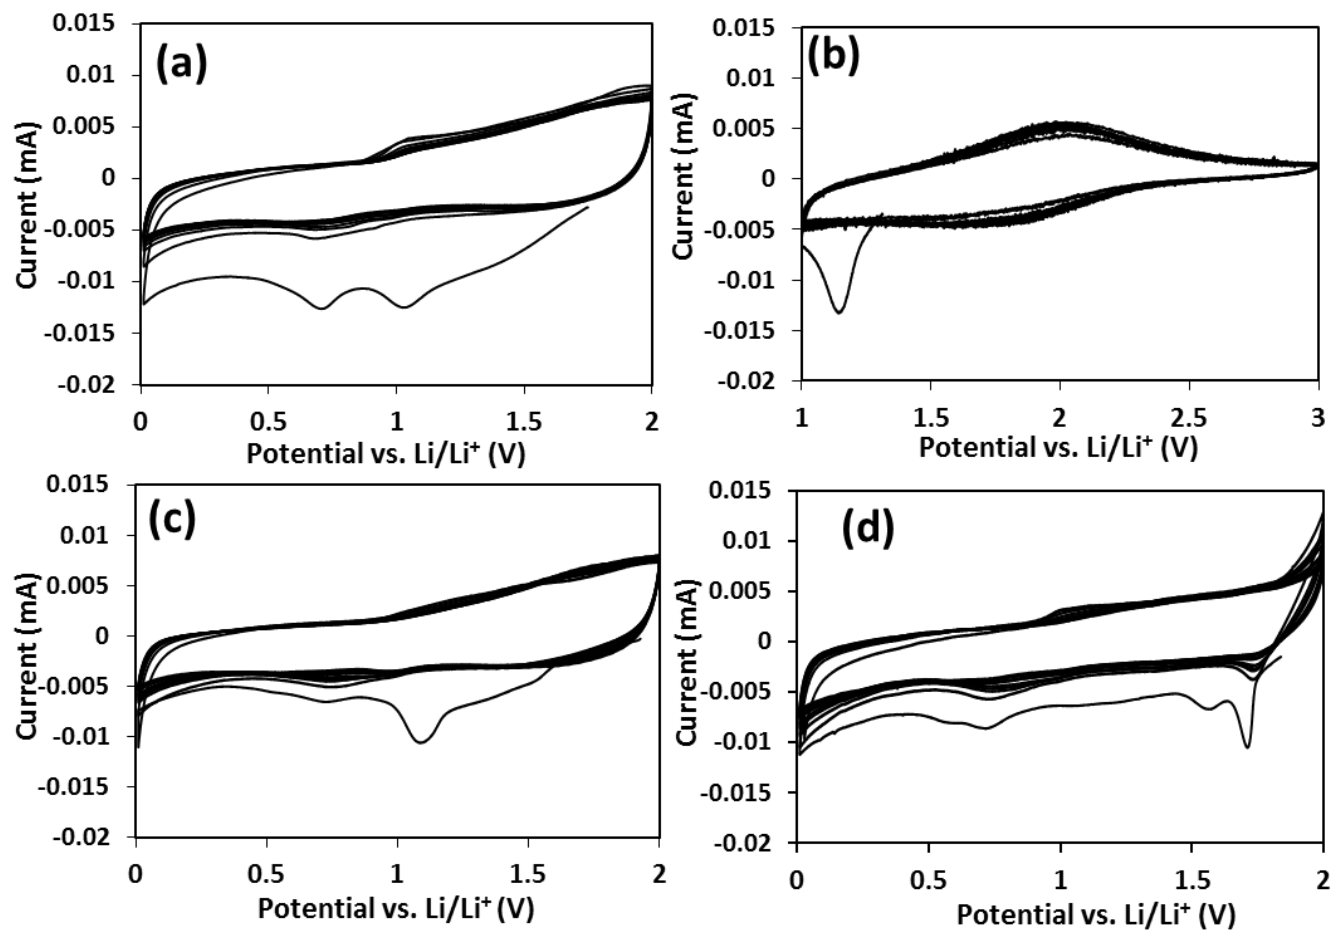 (a)
0.015
0.01
0.005
0
-0.005
-0.01
-0.015
-0.02
Current (mA)
0 0.5 1 1.5 2
Potential vs. Li/Li⁺ (V)
(b)
0.015
0.01
0.005
0
-0.005
-0.01
-0.015
-0.02
Current (mA)
1 1.5 2 2.5 3
Potential vs. Li/Li⁺ (V)
(c)
0.015
0.01
0.005
0
-0.005
-0.01
-0.015
-0.02
Current (mA)
0 0.5 1 1.5 2
Potential vs. Li/Li⁺ (V)
(d)
0.015
0.01
0.005
0
-0.005
-0.01
-0.015
-0.02
Current (mA)
0 0.5 1 1.5 2
Potential vs. Li/Li⁺ (V)